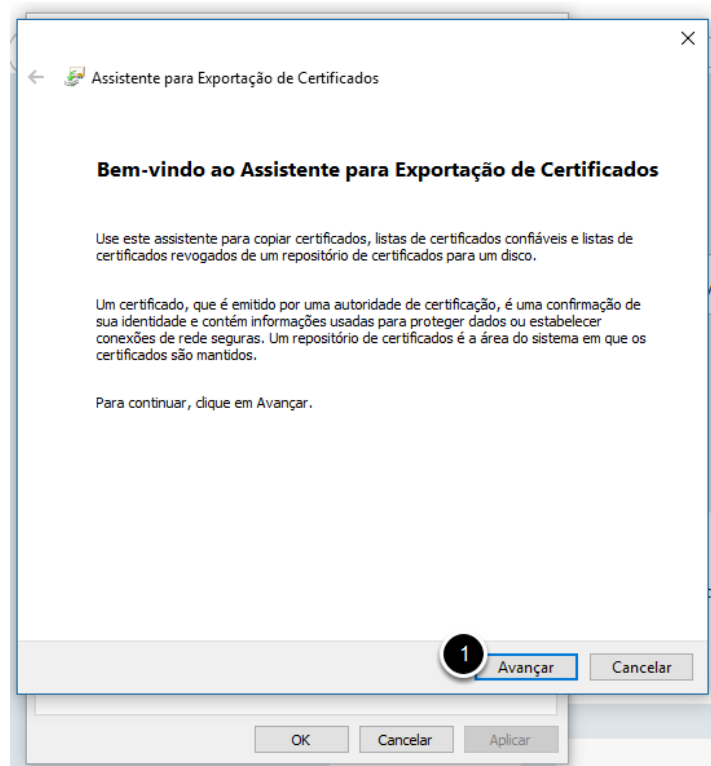 Assistente para Exportação de Certificados
Bem-vindo ao Assistente para Exportação de Certificados
Use este assistente para copiar certificados, listas de certificados confiáveis e listas de
certificados revogados de um repositório de certificados para um disco.
Um certificado, que é emitido por uma autoridade de certificação, é uma confirmação de
sua identidade e contém informações usadas para proteger dados ou estabelecer
conexões de rede seguras. Um repositório de certificados é a área do sistema em que os
certificados são mantidos.
Para continuar, clique em Avançar.
1
Avançar Cancelar
OK Cancelar Aplicar